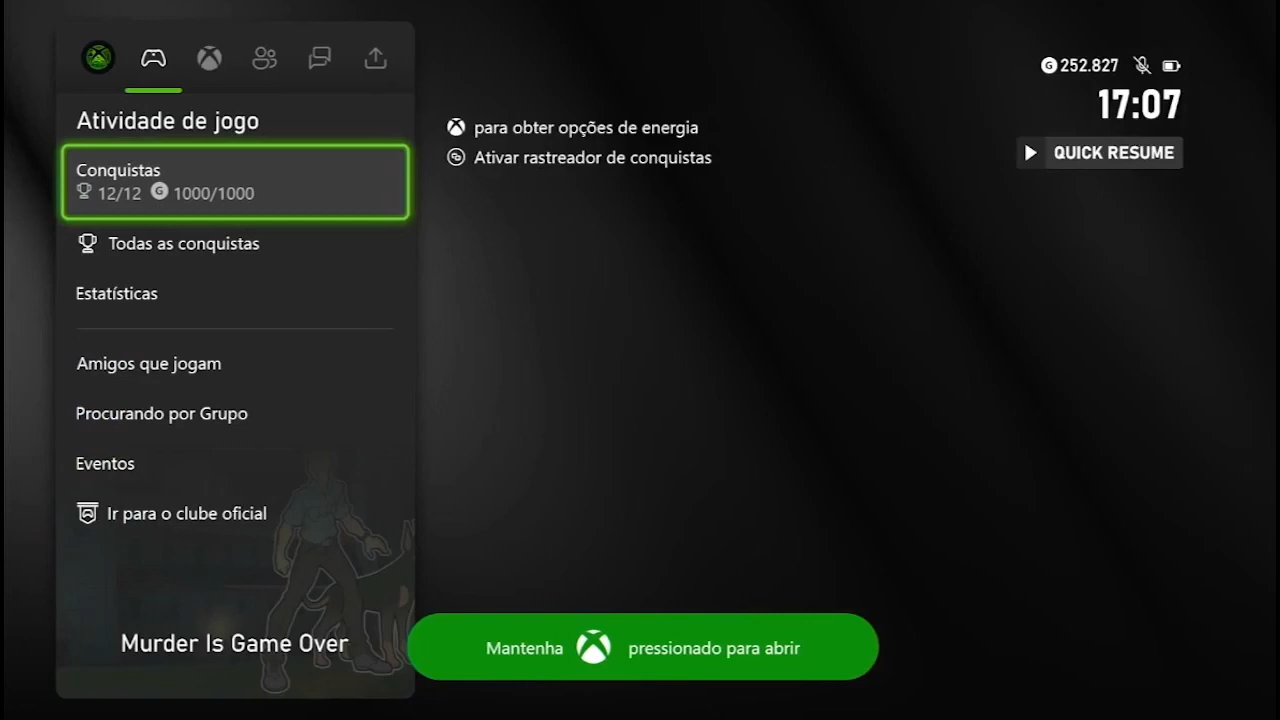 Atividade de jogo
Conquistas
12/12 G 1000/1000
Todas as conquistas
Estatísticas
Amigos que jogam
Procurando por Grupo
Eventos
Ir para o clube oficial
Murder Is Game Over
para obter opções de energia
Ativar rastreador de conquistas
G 252.827
17:07
QUICK RESUME
Mantenha pressionado para abrir